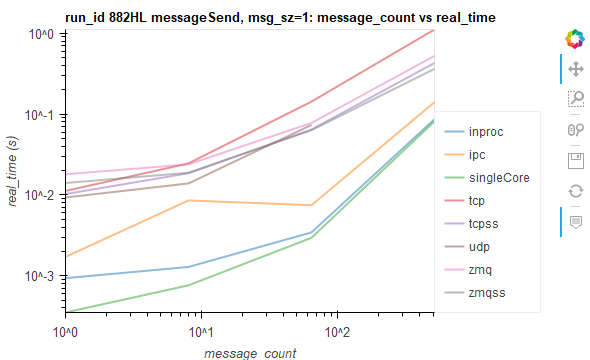 run_id 882HL messageSend, msg_sz=1: message_count vs real_time
10^0
10^-1
10^-2
10^-3
real_time (s)
10^0
10^1
10^2
message_count
inproc
ipc
singleCore
tcp
tcpss
udp
zmq
zmqss